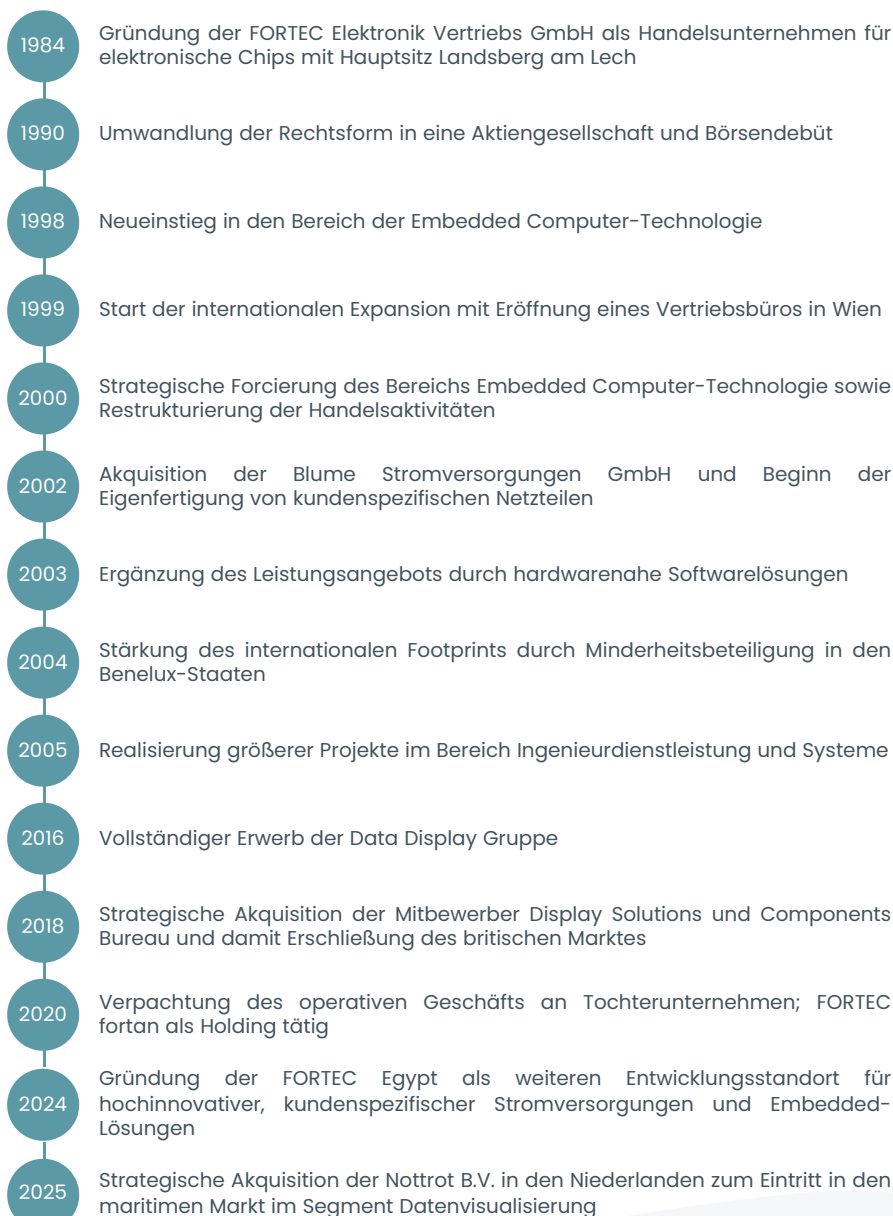 1984
Gründung der FORTEC Elektronik Vertriebs GmbH als Handelsunternehmen für
elektronische Chips mit Hauptsitz Landsberg am Lech
1990
Umwandlung der Rechtsform in eine Aktiengesellschaft und Börsendebüt
1998
Neueinstieg in den Bereich der Embedded Computer-Technologie
1999
Start der internationalen Expansion mit Eröffnung eines Vertriebsbüros in Wien
2000
Strategische Forcierung des Bereichs Embedded Computer-Technologie sowie
Restrukturierung der Handelsaktivitäten
2002
Akquisition der Blume Stromversorgungen GmbH und Beginn der
Eigenfertigung von kundenspezifischen Netzteilen
2003
Ergänzung des Leistungsangebots durch hardwarenahe Softwarelösungen
2004
Stärkung des internationalen Footprints durch Minderheitsbeteiligung in den
Benelux-Staaten
2005
Realisierung größerer Projekte im Bereich Ingenieurdienstleistung und Systeme
2016
Vollständiger Erwerb der Data Display Gruppe
2018
Strategische Akquisition der Mitbewerber Display Solutions und Components
Bureau und damit Erschließung des britischen Marktes
2020
Verpachtung des operativen Geschäfts an Tochterunternehmen; FORTEC
fortan als Holding tätig
2024
Gründung der FORTEC Egypt als weiteren Entwicklungsstandort für
hochinnovativer, kundenspezifischer Stromversorgungen und Embedded-
Lösungen
2025
Strategische Akquisition der Nottrot B.V. in den Niederlanden zum Eintritt in den
maritimen Markt im Segment Datenvisualisierung